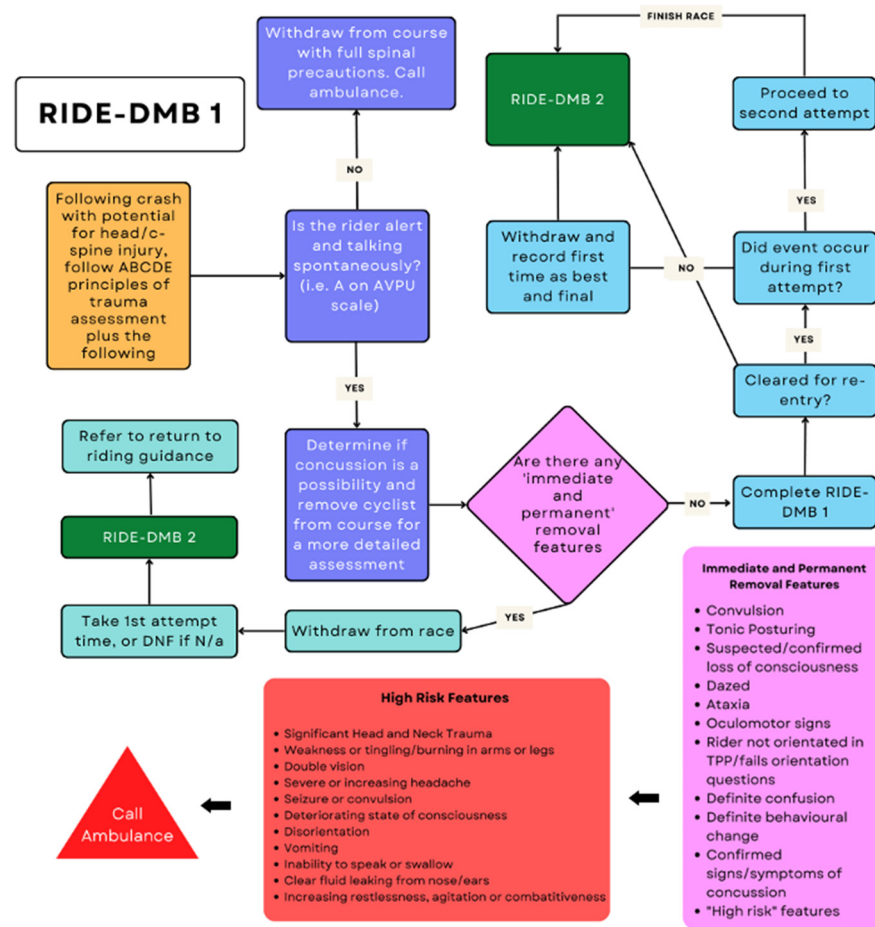 RIDE-DMB 1
Withdraw from course
with full spinal
precautions. Call
ambulance.
NO
Following crash
with potential
for head/c-
spine injury,
follow ABCDE
principles of
trauma
assessment
plus the
following
Is the rider alert
and talking
spontaneously?
(i.e. A on AVPU
scale)
YES
Determine if
concussion is a
possibility and
remove cyclist
from course for
a more detailed
assessment
Are there any
'immediate
and
permanent'
removal
features
NO
Complete RIDE-
DMB 1
Cleared for re-
entry?
YES
NO
Did event occur
during first
attempt?
YES
Proceed to
second attempt
FINISH RACE
RIDE-DMB 2
Withdraw and
record first
time as best
and final
YES
Withdraw from race
Take 1st attempt
time, or DNF if N/a
RIDE-DMB 2
Refer to return to
riding guidance
Immediate and Permanent
Removal Features
• Convulsion
• Tonic Posturing
• Suspected/confirmed
loss of consciousness
• Dazed
• Ataxia
• Oculomotor signs
• Rider not orientated in
TPP/fails orientation
questions
• Definite confusion
• Definite behavioural
change
• Confirmed
signs/symptoms of
concussion
• "High risk" features
High Risk Features
• Significant Head and Neck Trauma
• Weakness or tingling/burning in arms or legs
• Double vision
• Severe or increasing headache
• Seizure or convulsion
• Deteriorating state of consciousness
• Disorientation
• Vomiting
• Inability to speak or swallow
• Clear fluid leaking from nose/ears
• Increasing restlessness, agitation or combatitiveness
Call
Ambulance